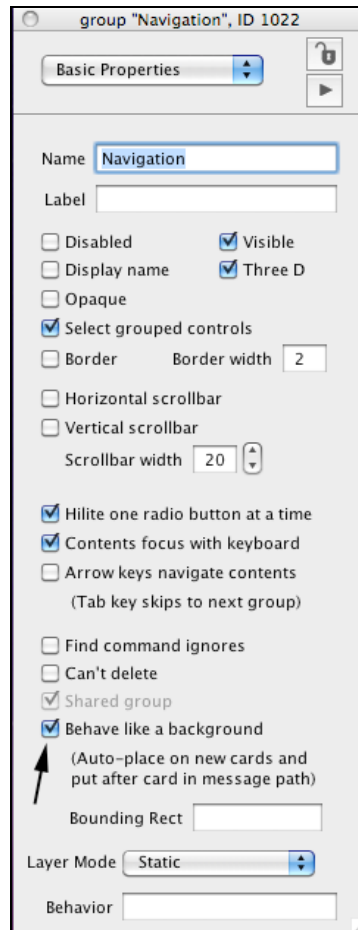 group "Navigation", ID 1022
Basic Properties
Name Navigation
Label
Disabled Visible
Display name Three D
Opaque
Select grouped controls
Border Border width 2
Horizontal scrollbar
Vertical scrollbar
Scrollbar width 20
Hilite one radio button at a time
Contents focus with keyboard
Arrow keys navigate contents
(Tab key skips to next group)
Find command ignores
Can't delete
Shared group
Behave like a background
(Auto-place on new cards and
put after card in message path)
Bounding Rect
Layer Mode Static
Behavior